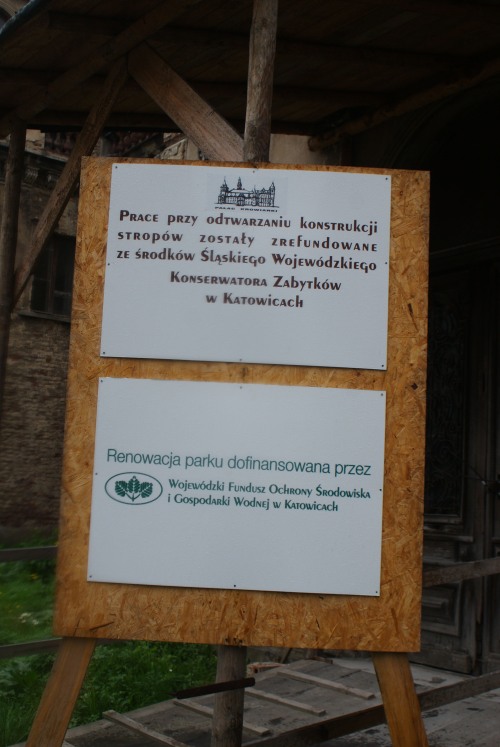 Prace przy odtwarzaniu konstrukcji
stropów zostały zrefundowane
ze środków Śląskiego Wojewódzkiego
Konserwatora Zabytków
w Katowicach
Renowacja parku dofinansowana przez
Wojewódzki Fundusz Ochrony Środowiska
i Gospodarki Wodnej w Katowicach